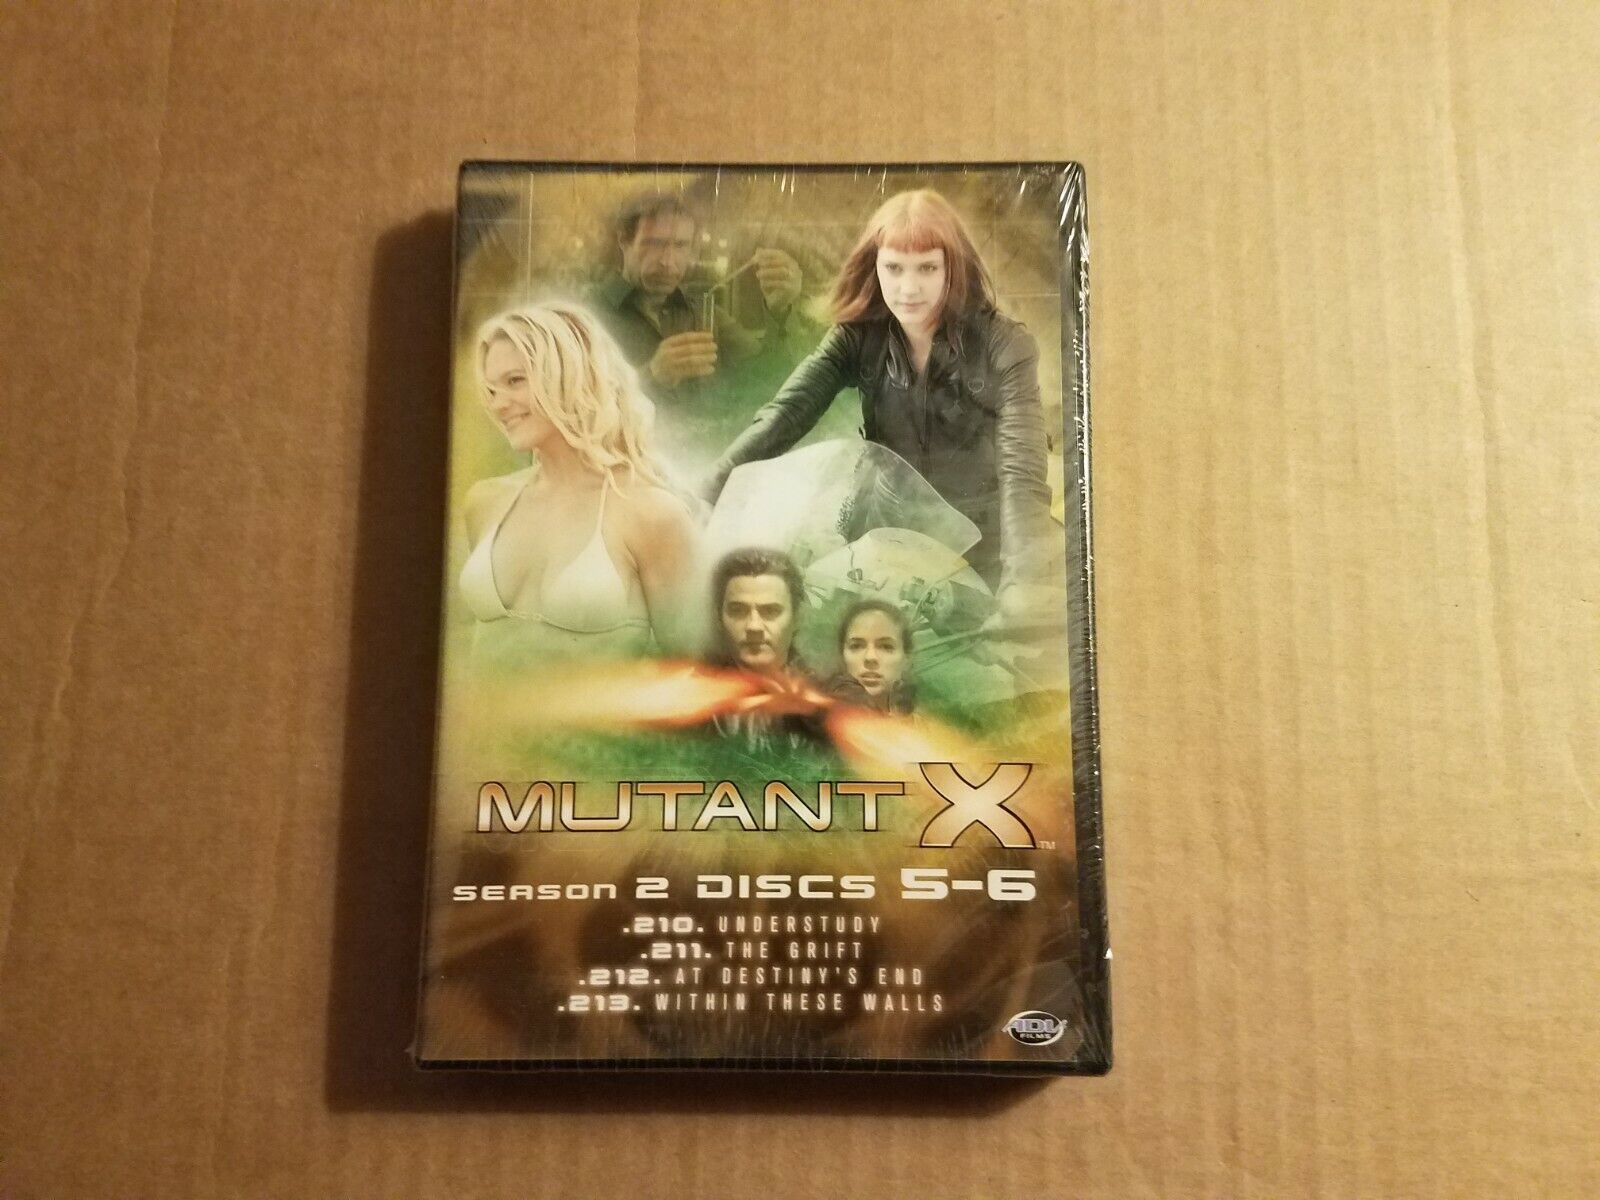 MUTANT X™
SEASON 2 DISCS 5-6
.210. UNDERSTUDY
.211. THE GRIFT
.212. AT DESTINY'S END
.213. WITHIN THESE WALLS
ADV
FILMS